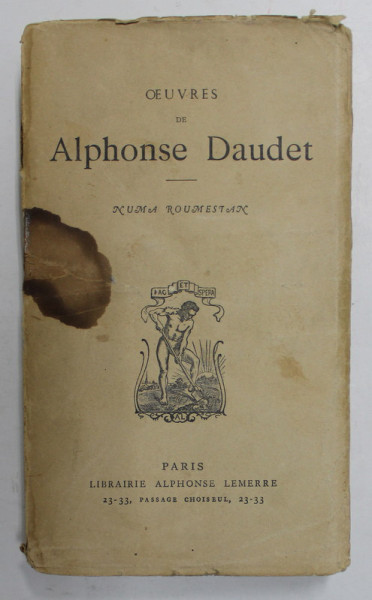 ŒUVRES
DE
Alphonse Daudet
NUMA ROUMESTAN
FAC ET SPERA
AL
PARIS
LIBRAIRIE ALPHONSE LEMERRE
23-33, PASSAGE CHOISEUL, 23-33